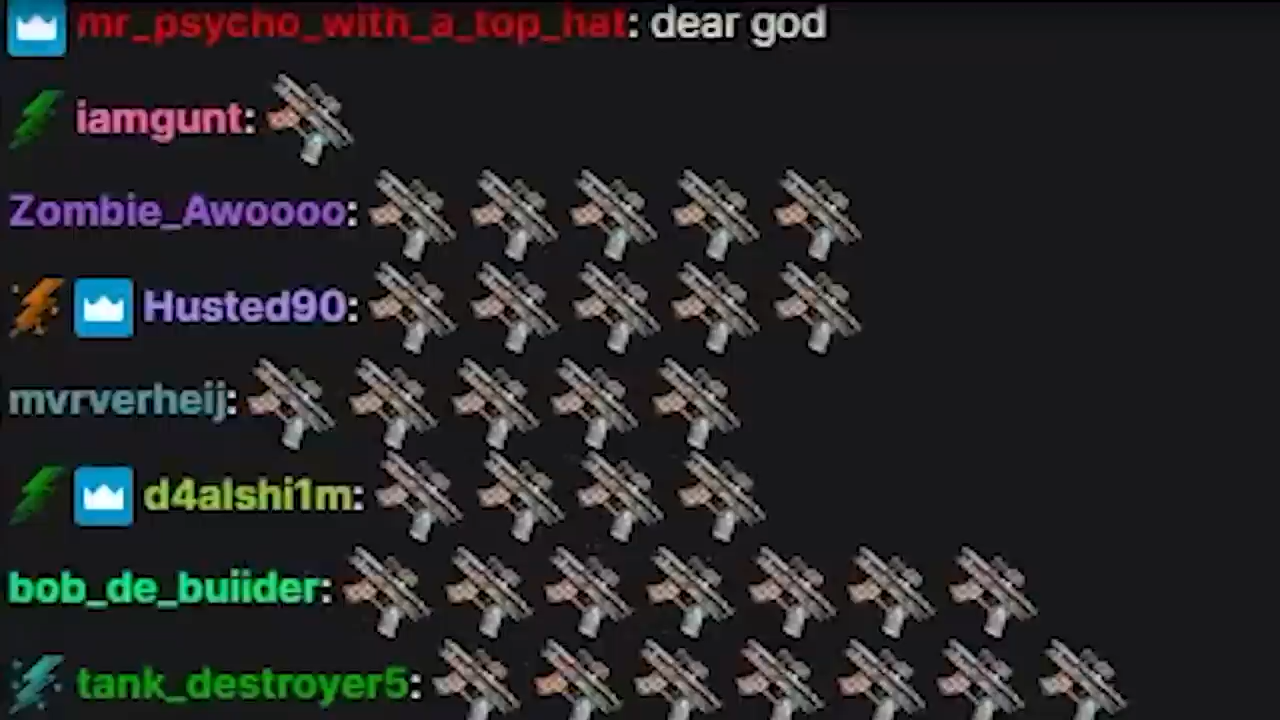 mr_psycho_with_a_top_hat: dear god
iamgunt:
Zombie_Awoooo:
Husted90:
mvrverheij:
d4alshi1m:
bob_de_buiider:
tank_destroyer5: